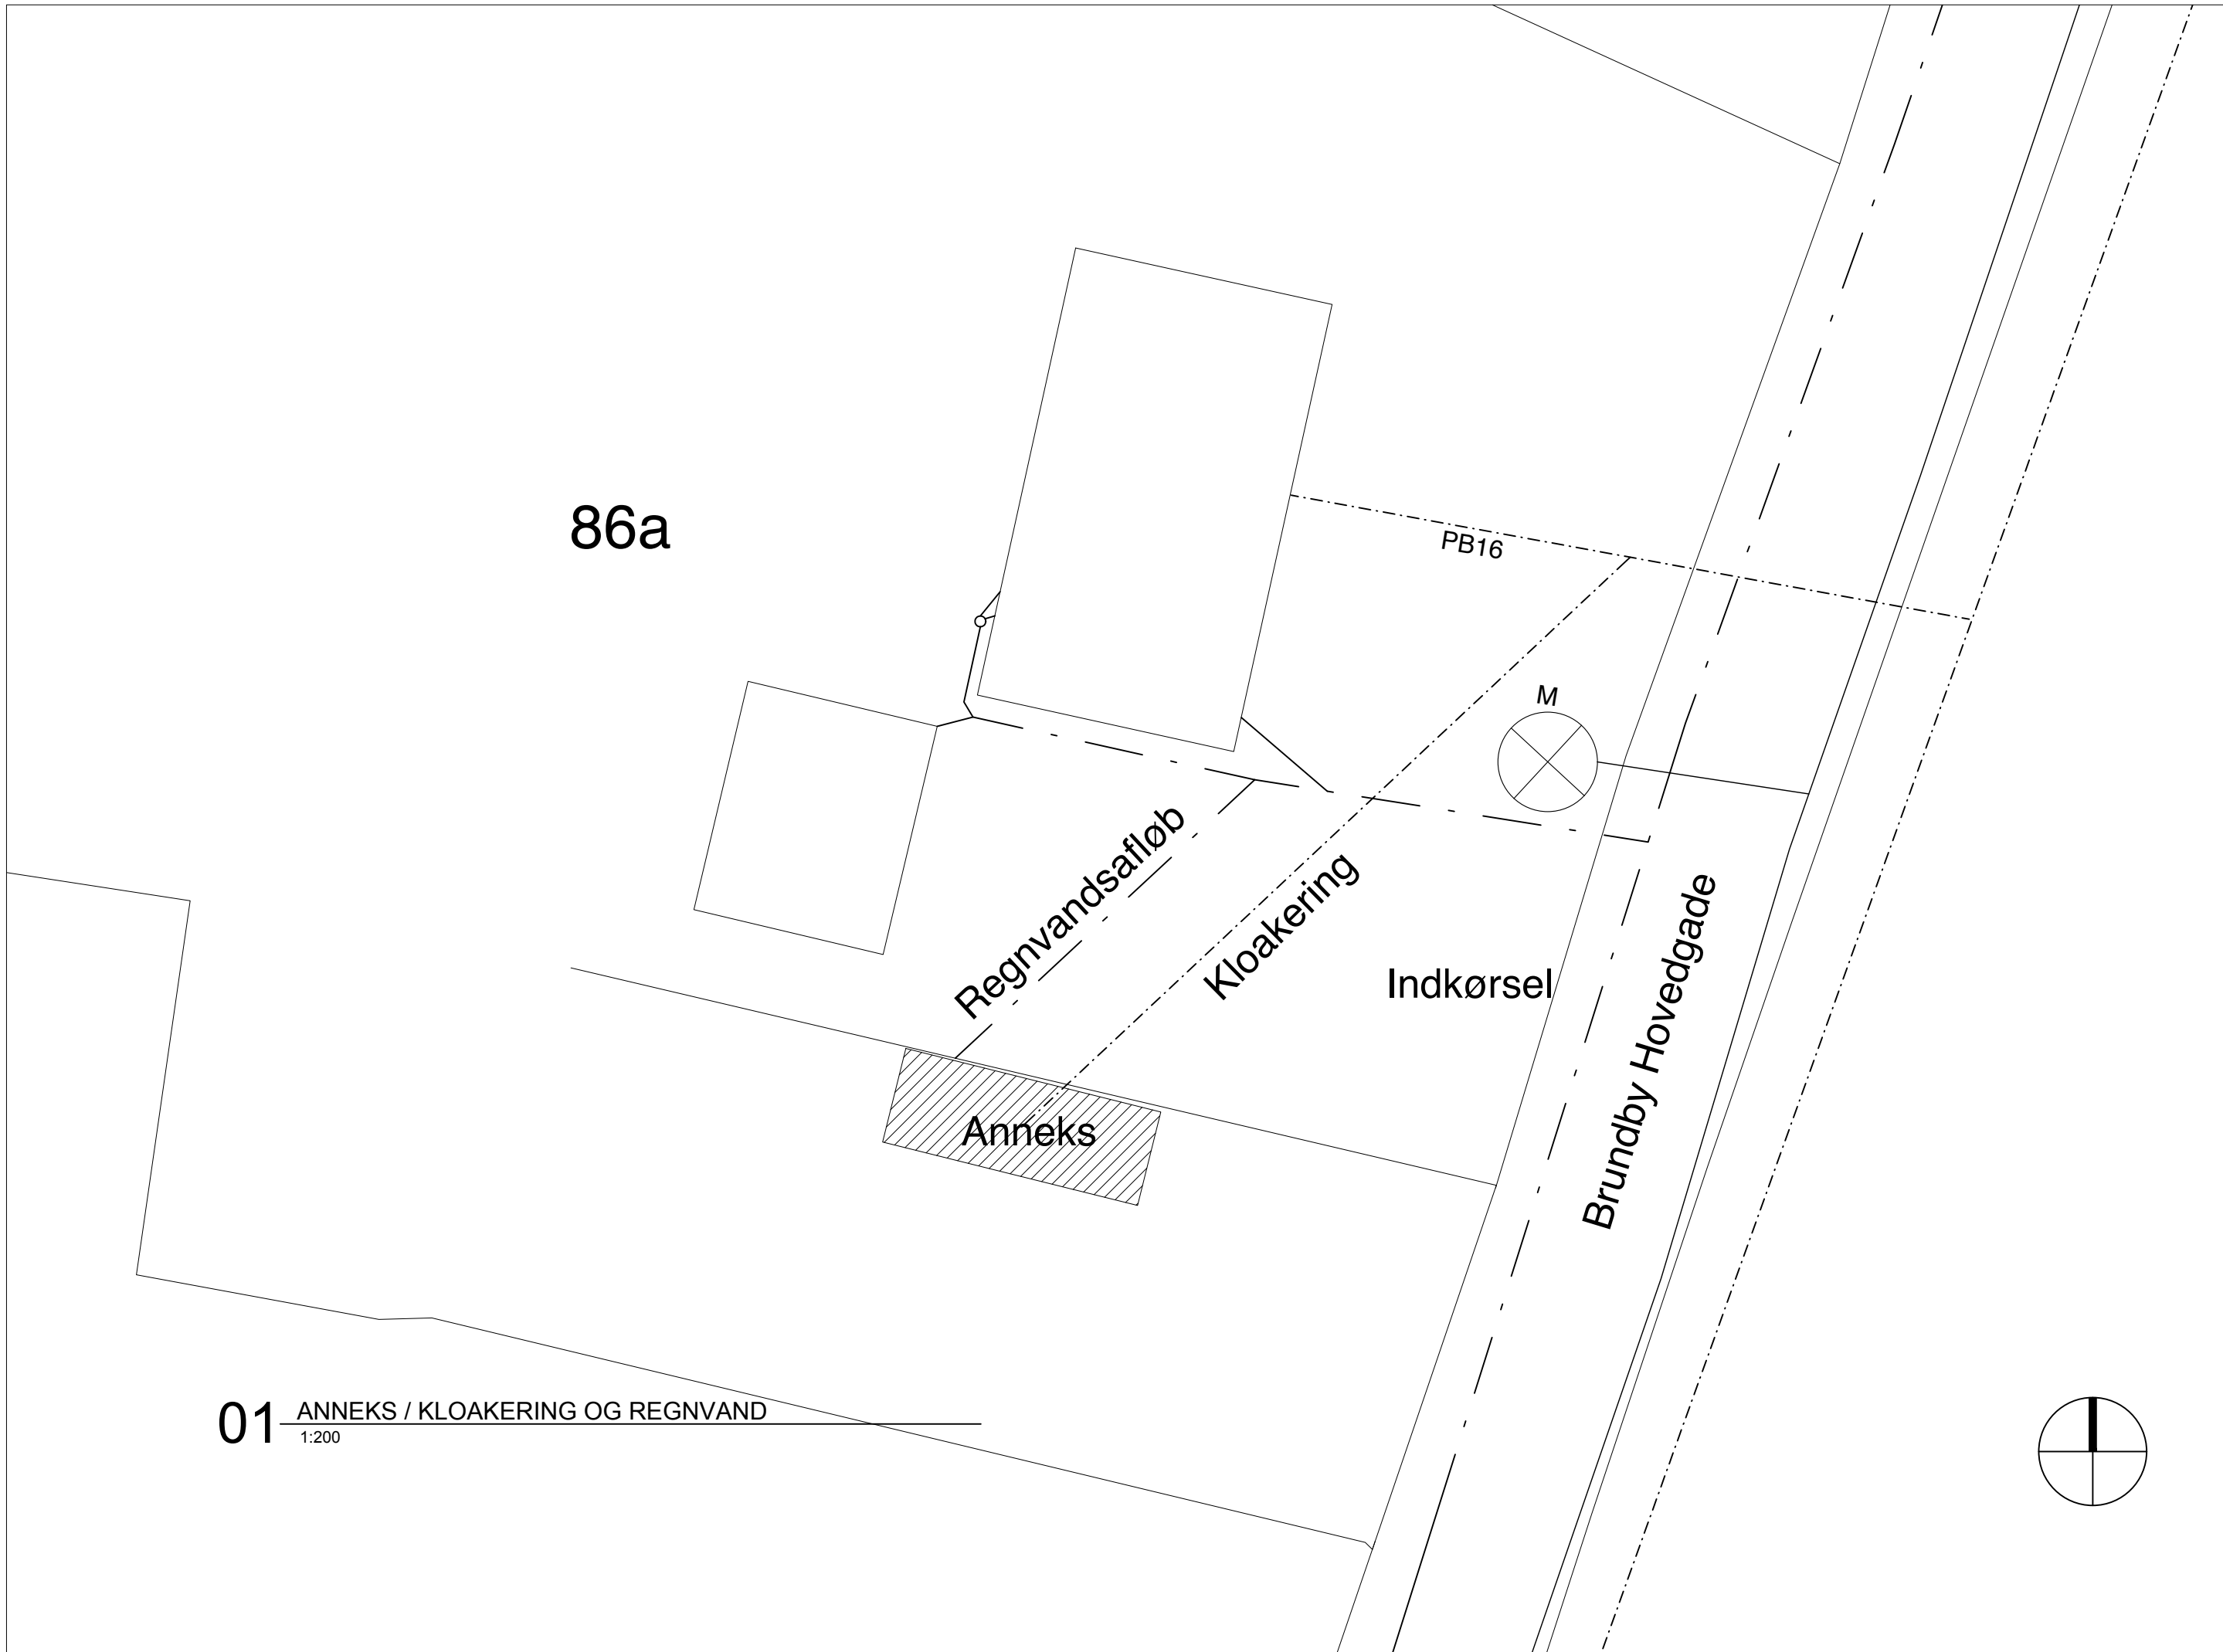 86a
PB16
M
Regnvandsafløb
Kloakering
Indkørsel
Brundby Hovedgade
Anneks
01 ANNEKS / KLOAKERING OG REGNVAND
1:200